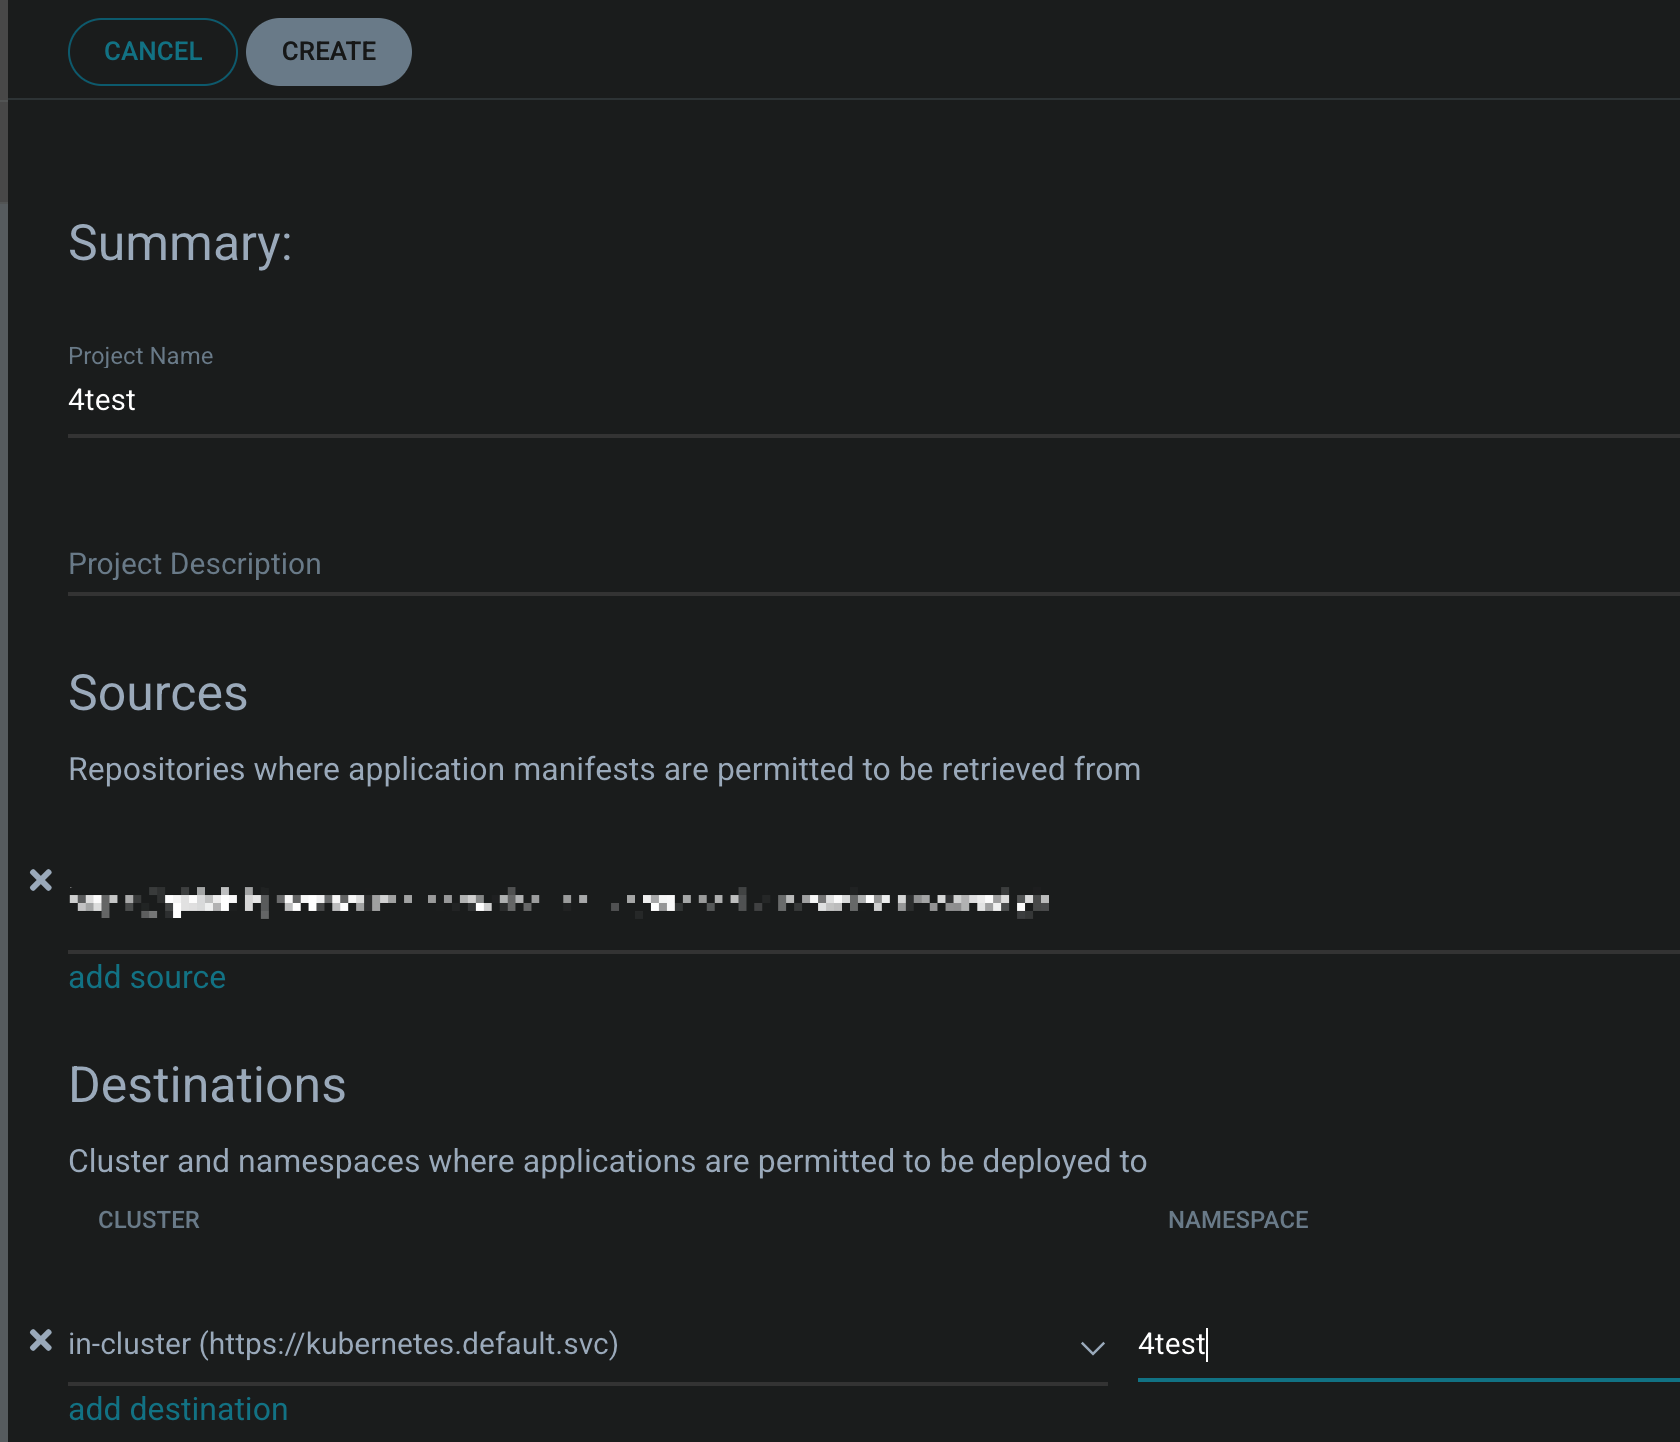 CANCEL CREATE
Summary:
Project Name
4test
Project Description
Sources
Repositories where application manifests are permitted to be retrieved from
add source
Destinations
Cluster and namespaces where applications are permitted to be deployed to
CLUSTER NAMESPACE
in-cluster (https://kubernetes.default.svc) 4test
add destination